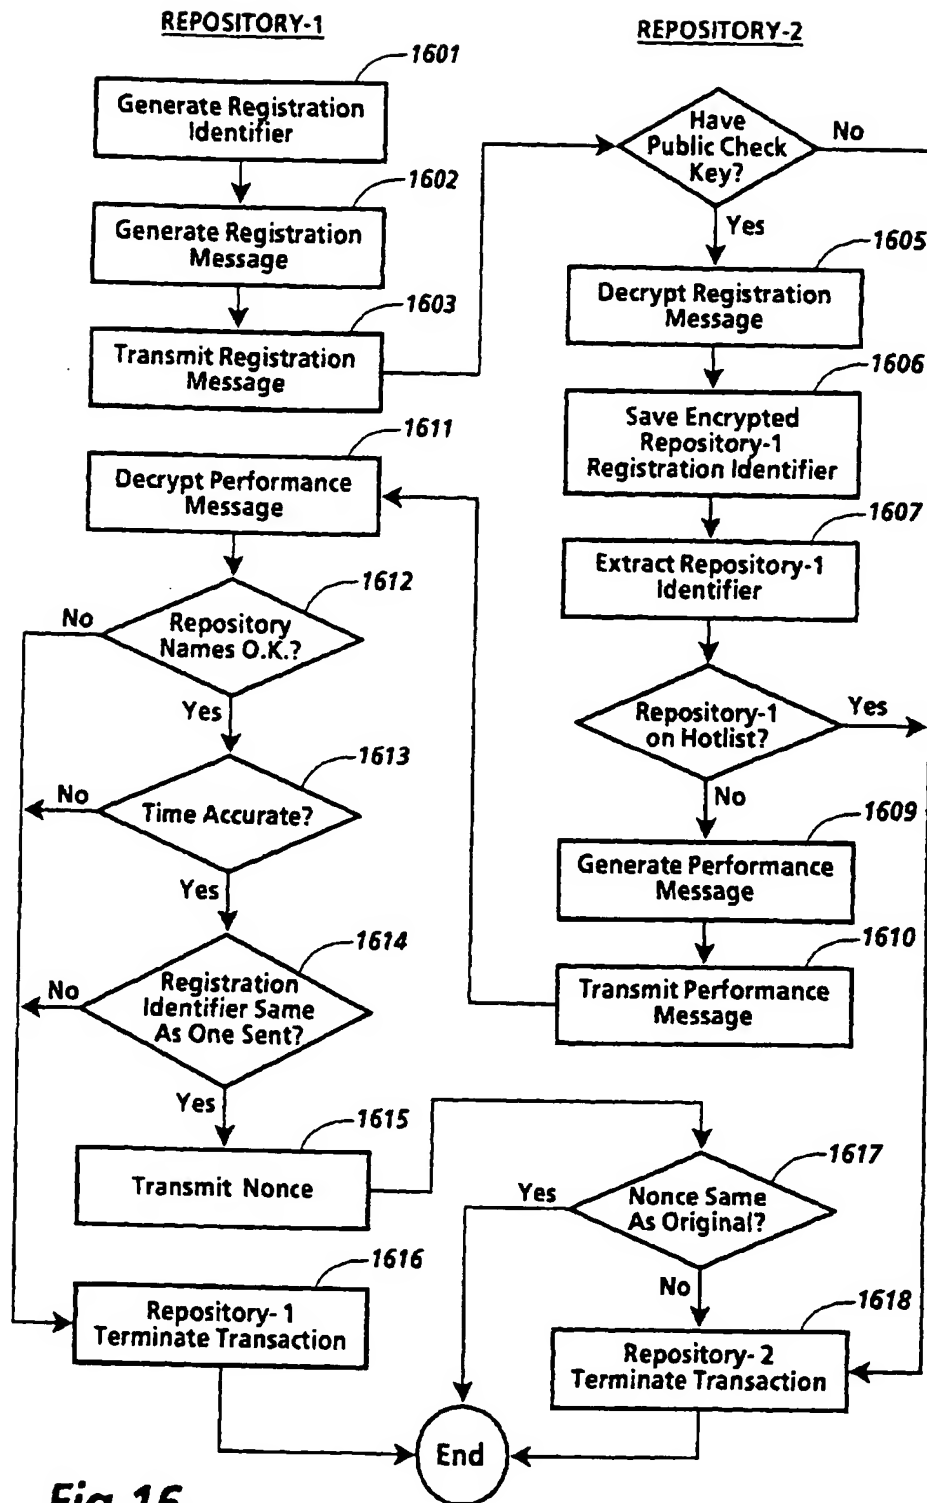 REPOSITORY-1
1601
Generate Registration
Identifier
1602
Generate Registration
Message
1603
Transmit Registration
Message
1611
Decrypt Performance
Message
1612
No
Repository
Names O.K.?
Yes
1613
No
Time Accurate?
Yes
1614
No
Registration
Identifier Same
As One Sent?
Yes
1615
Transmit Nonce
1616
Repository- 1
Terminate Transaction
REPOSITORY-2
Have
Public Check
Key?
No
Yes
1605
Decrypt Registration
Message
1606
Save Encrypted
Repository-1
Registration Identifier
1607
Extract Repository-1
Identifier
Repository-1
on Hotlist?
Yes
No
1609
Generate Performance
Message
1610
Transmit Performance
Message
1617
Yes
Nonce Same
As Original?
No
1618
Repository- 2
Terminate Transaction
End
Fig. 16